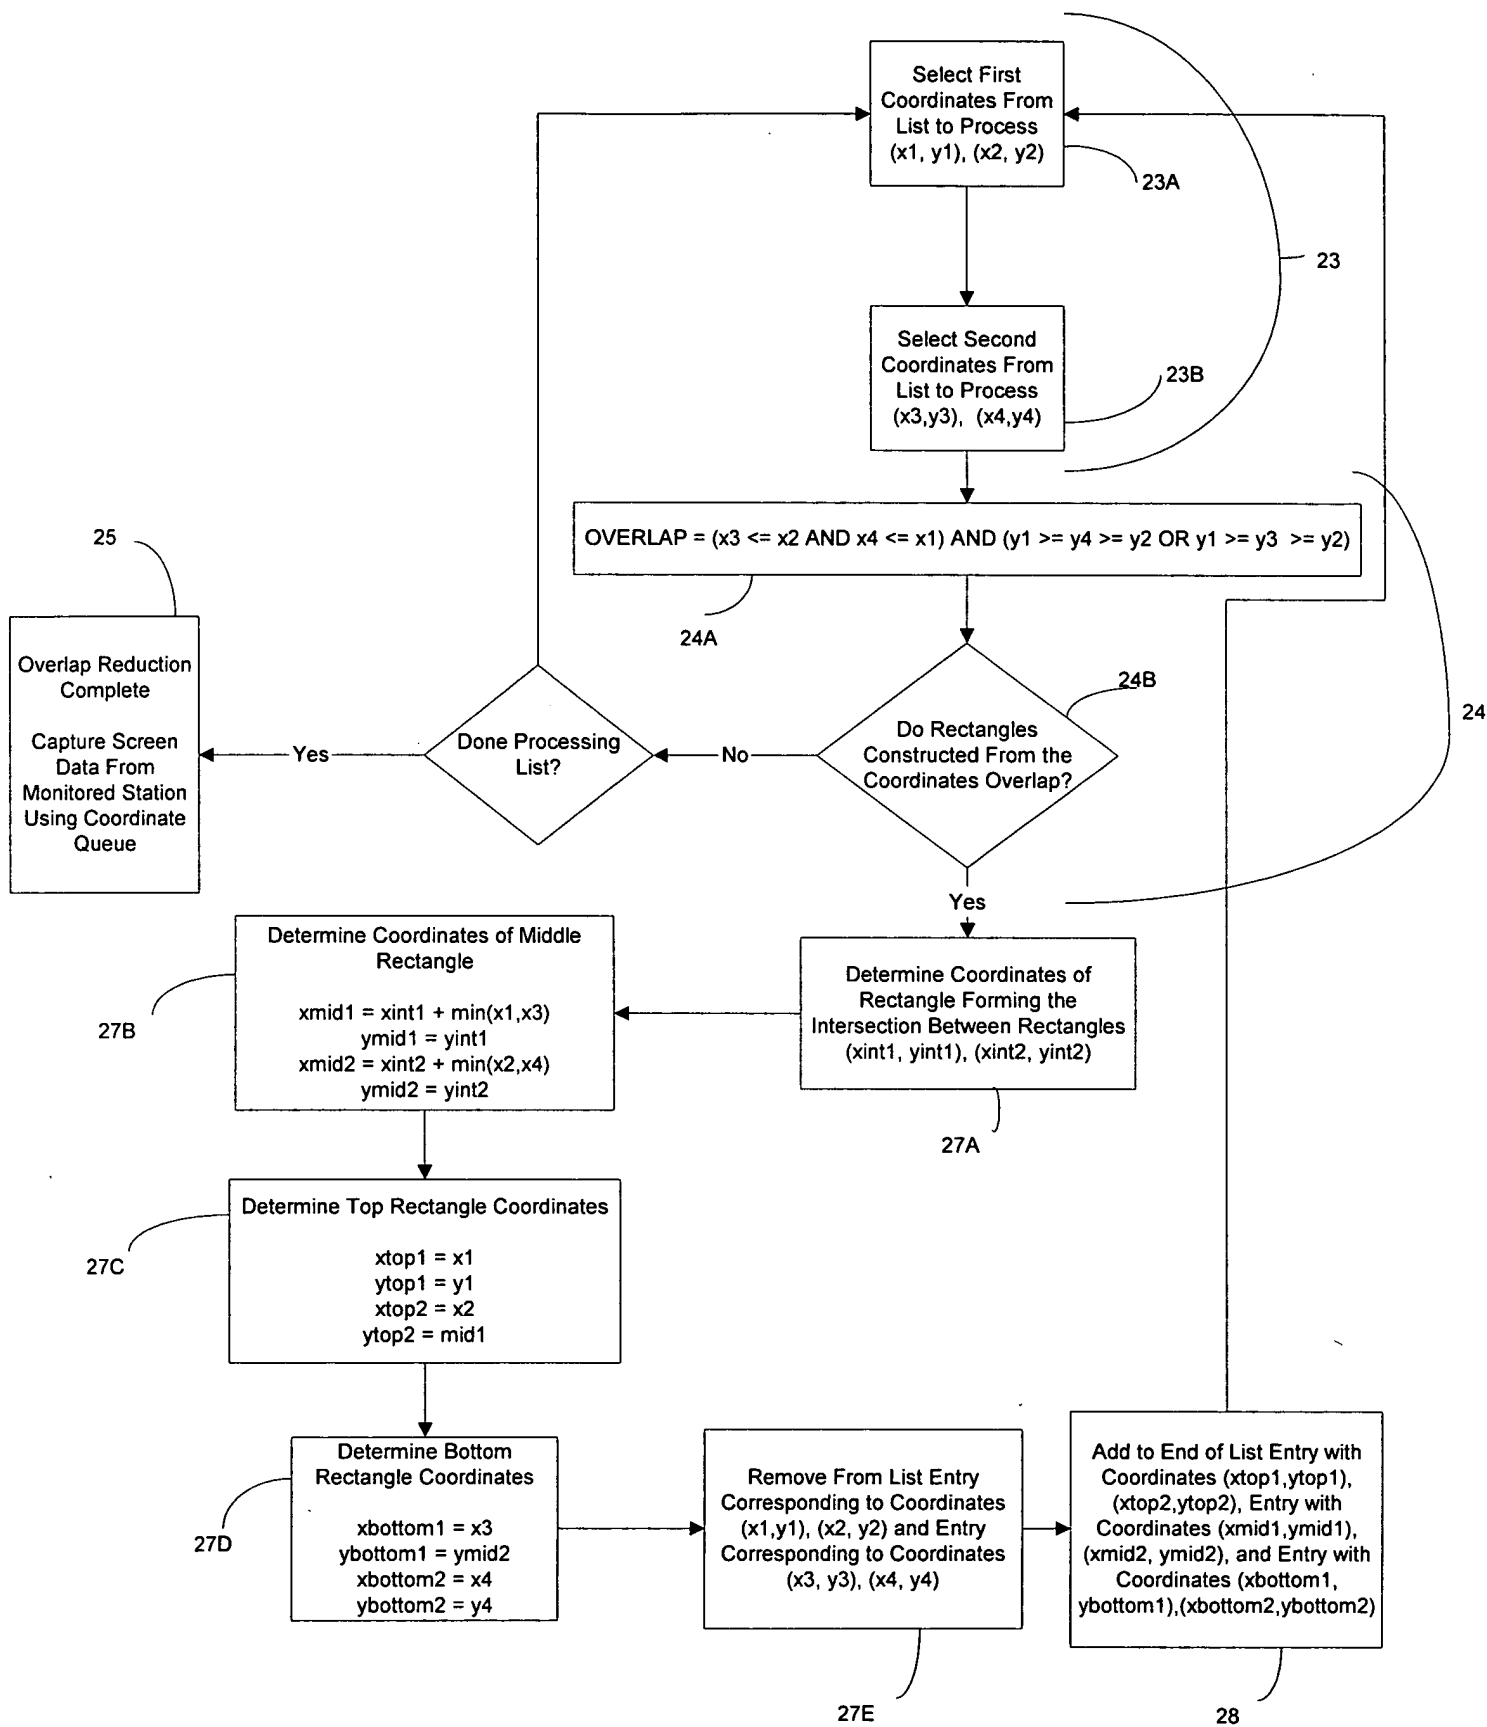 Select First
Coordinates From
List to Process
(x1, y1), (x2, y2)
23A
23
Select Second
Coordinates From
List to Process
(x3,y3), (x4,y4)
23B
OVERLAP = (x3 <= x2 AND x4 <= x1) AND (y1 >= y4 >= y2 OR y1 >= y3 >= y2)
24A
25
Overlap Reduction
Complete
Capture Screen
Data From
Monitored Station
Using Coordinate
Queue
Yes
Done Processing
List?
No
Do Rectangles
Constructed From the
Coordinates Overlap?
24B
24
Yes
Determine Coordinates of
Rectangle Forming the
Intersection Between Rectangles
(xint1, yint1), (xint2, yint2)
27A
Determine Coordinates of Middle
Rectangle
xmid1 = xint1 + min(x1,x3)
ymid1 = yint1
xmid2 = xint2 + min(x2,x4)
ymid2 = yint2
27B
Determine Top Rectangle Coordinates
xtop1 = x1
ytop1 = y1
xtop2 = x2
ytop2 = mid1
27C
Determine Bottom
Rectangle Coordinates
xbottom1 = x3
ybottom1 = ymid2
xbottom2 = x4
ybottom2 = y4
27D
Remove From List Entry
Corresponding to Coordinates
(x1,y1), (x2, y2) and Entry
Corresponding to Coordinates
(x3, y3), (x4, y4)
27E
Add to End of List Entry with
Coordinates (xtop1,ytop1),
(xtop2,ytop2), Entry with
Coordinates (xmid1,ymid1),
(xmid2, ymid2), and Entry with
Coordinates (xbottom1,
ybottom1),(xbottom2,ybottom2)
28